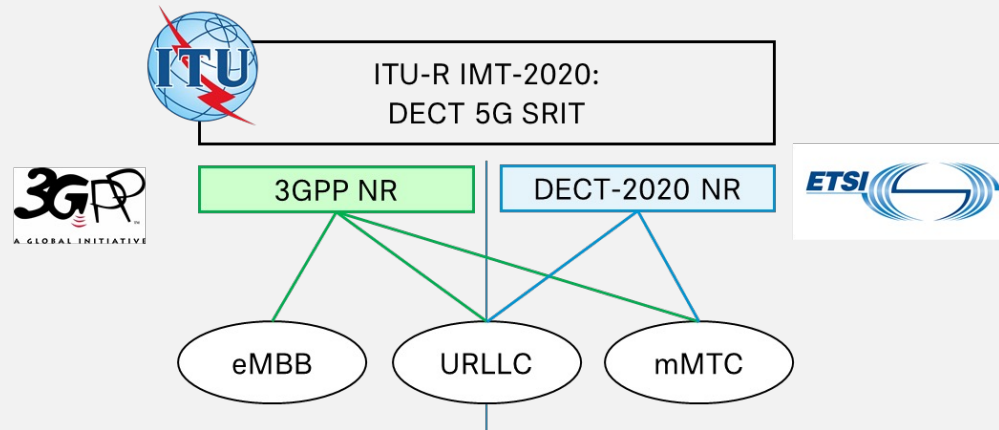 ITU
ITU-R IMT-2020:
DECT 5G SRIT
3GPP
A GLOBAL INITIATIVE
3GPP NR
DECT-2020 NR
ETSI
eMBB
URLLC
mMTC